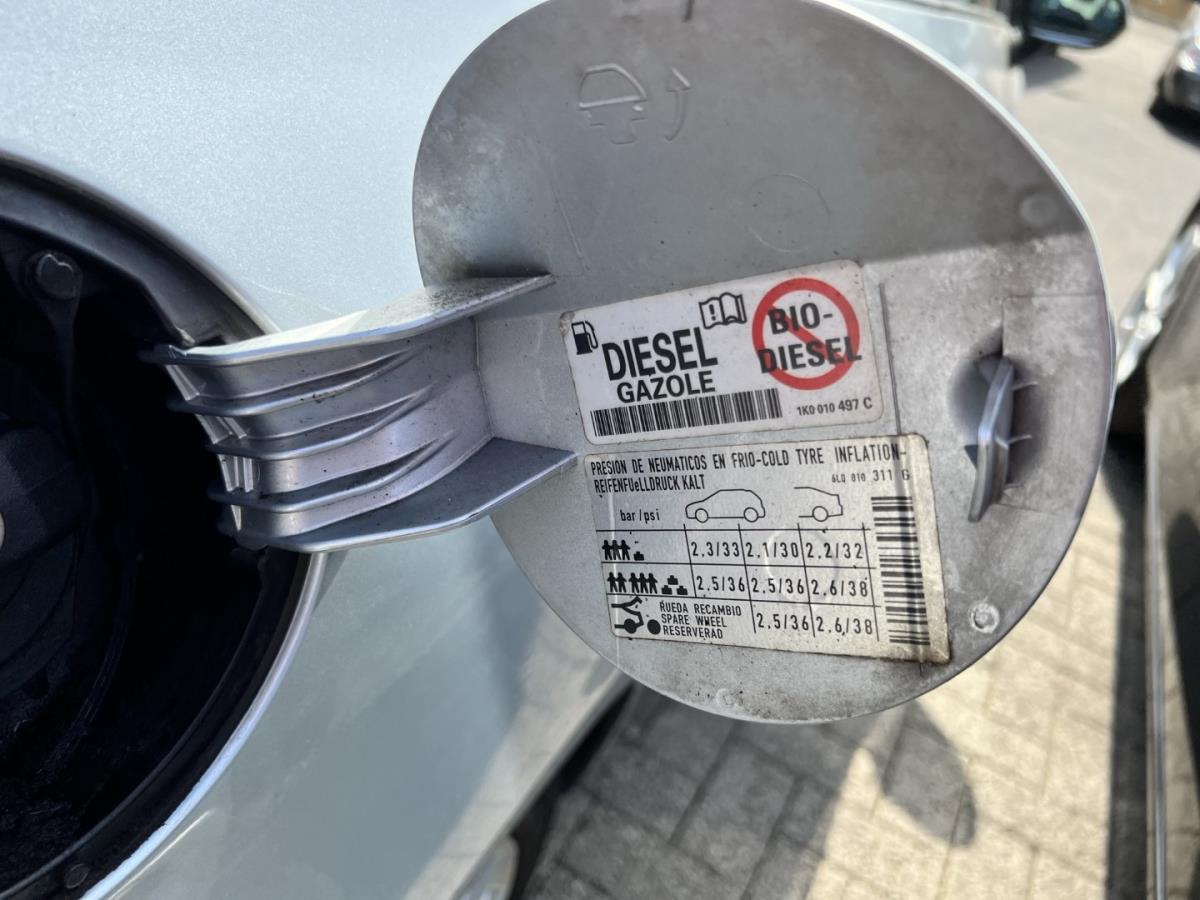 DIESEL
GAZOLE
BIO-
DIESEL
1K0 010 497 C
PRESION DE NEUMATICOS EN FRIO-COLD TYRE INFLATION-
REIFENFUeLLDRUCK KALT
6LO 010 311 G
bar/psi
2.3/33 2.1/30 2.2/32
2.5/36 2.5/36 2.6/38
RUEDA RECAMBIO
SPARE WHEEL
RESERVERAD
2.5/36 2.6/38